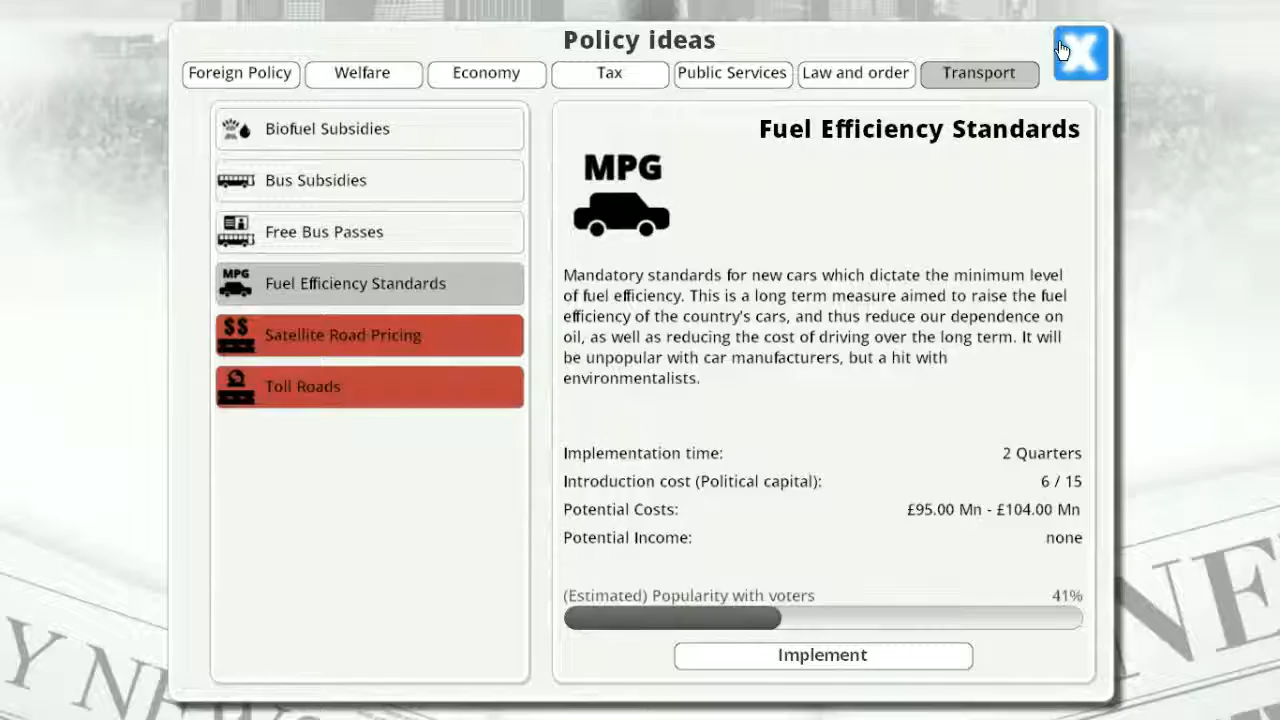 Policy ideas
Foreign Policy
Welfare
Economy
Tax
Public Services
Law and order
Transport
X
Biofuel Subsidies
Bus Subsidies
Free Bus Passes
MPG
Fuel Efficiency Standards
$$
Satellite Road Pricing
Toll Roads
Fuel Efficiency Standards
MPG
Mandatory standards for new cars which dictate the minimum level
of fuel efficiency. This is a long term measure aimed to raise the fuel
efficiency of the country's cars, and thus reduce our dependence on
oil, as well as reducing the cost of driving over the long term. It will
be unpopular with car manufacturers, but a hit with
environmentalists.
Implementation time: 2 Quarters
Introduction cost (Political capital): 6 / 15
Potential Costs: £95.00 Mn - £104.00 Mn
Potential Income: none
(Estimated) Popularity with voters 41%
Implement
Y NEW
NE